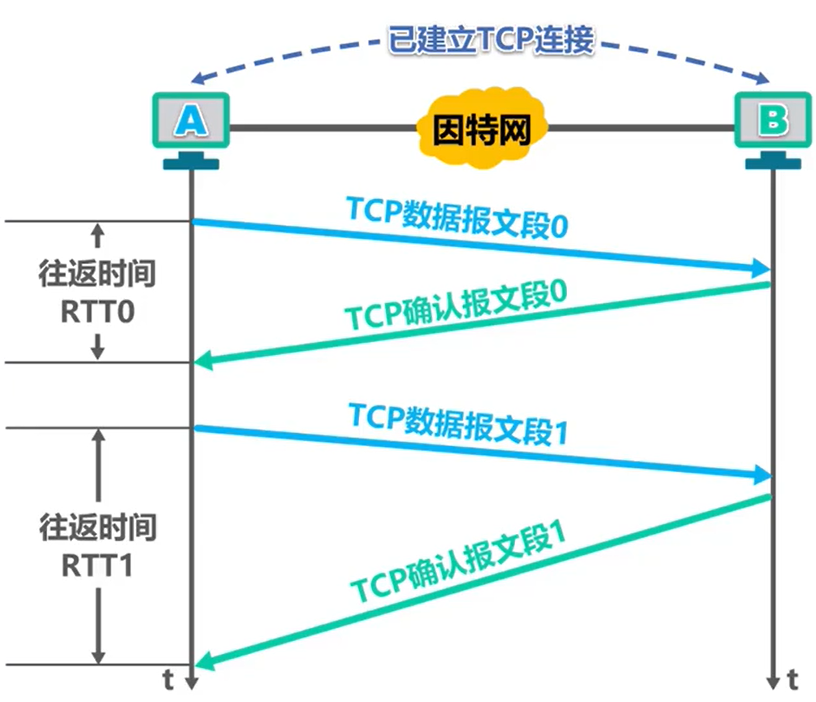 已建立TCP连接
A
因特网
B
TCP数据报文段0
往返时间
RTT0
TCP确认报文段0
TCP数据报文段1
往返时间
RTT1
TCP确认报文段1
t
t